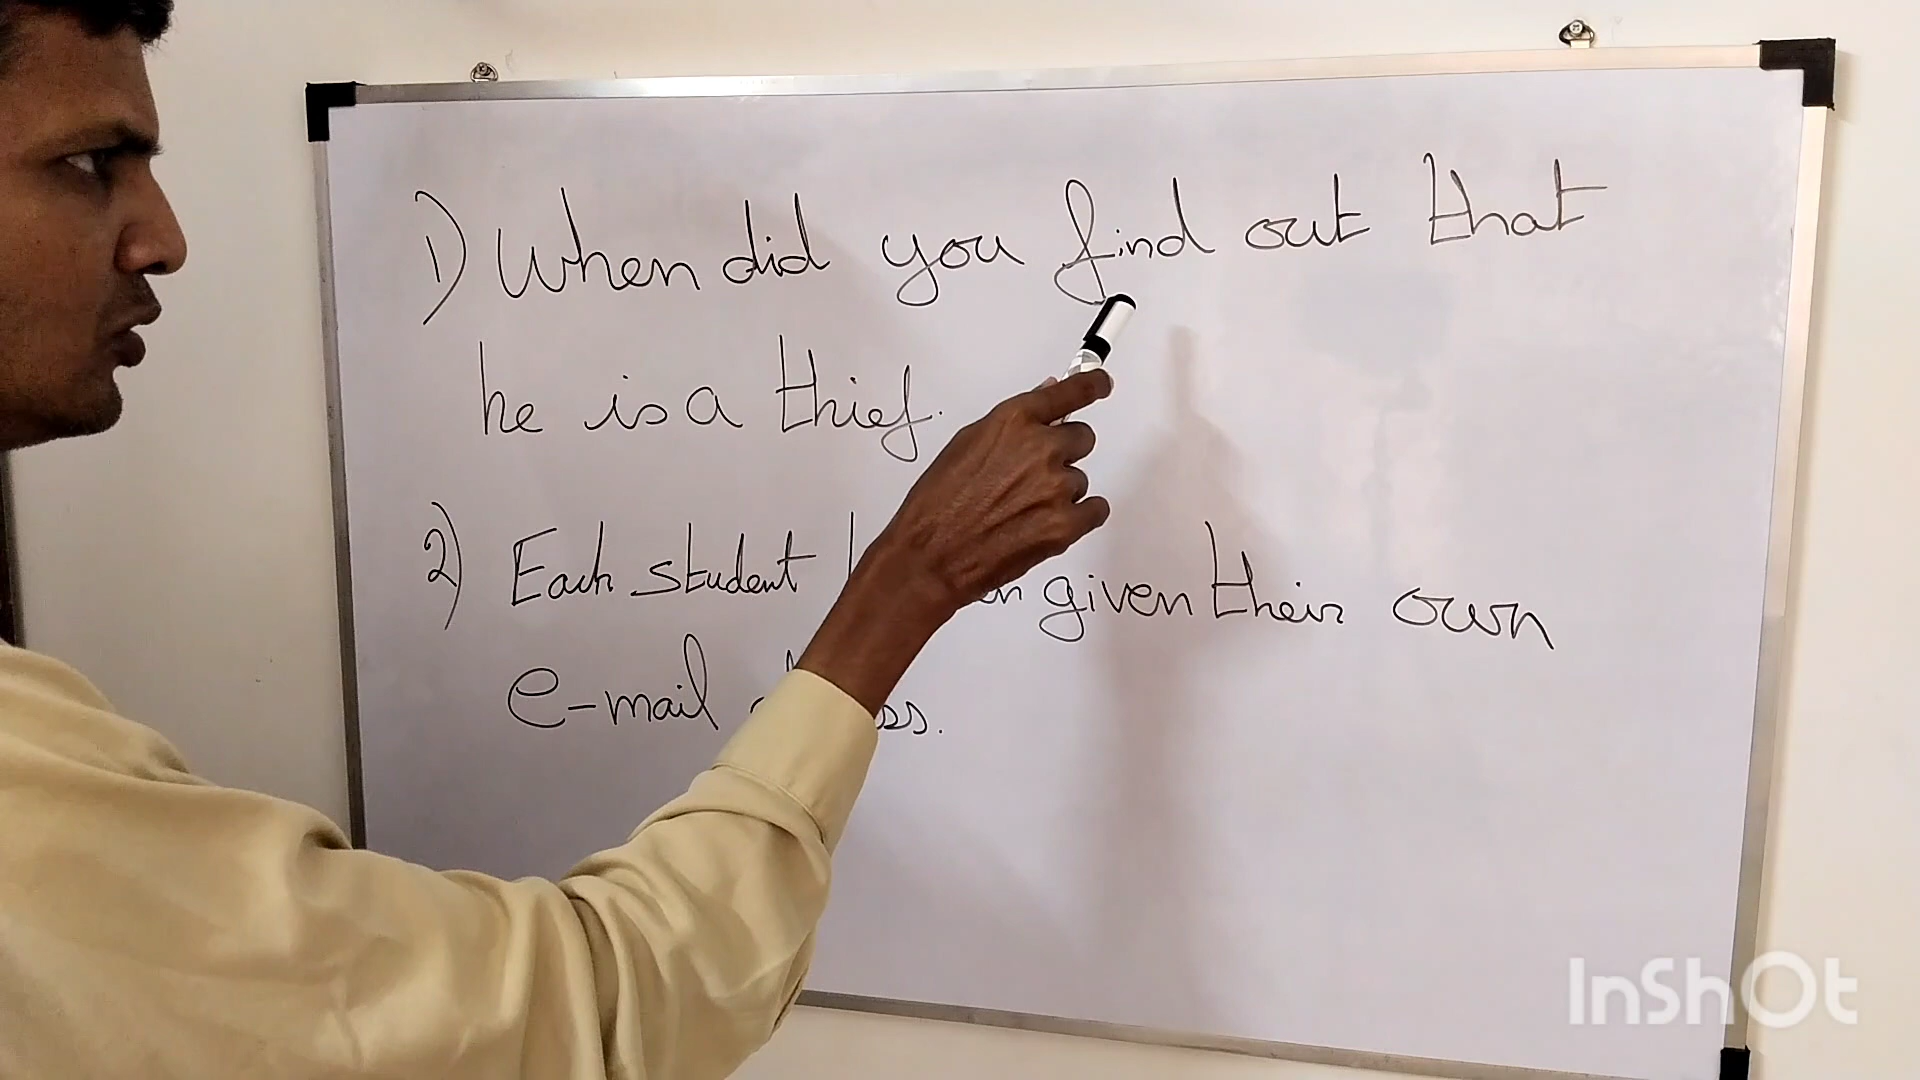 1) When did you find out that
he is a thief.
2) Each student given their own
e-mail
InShOt